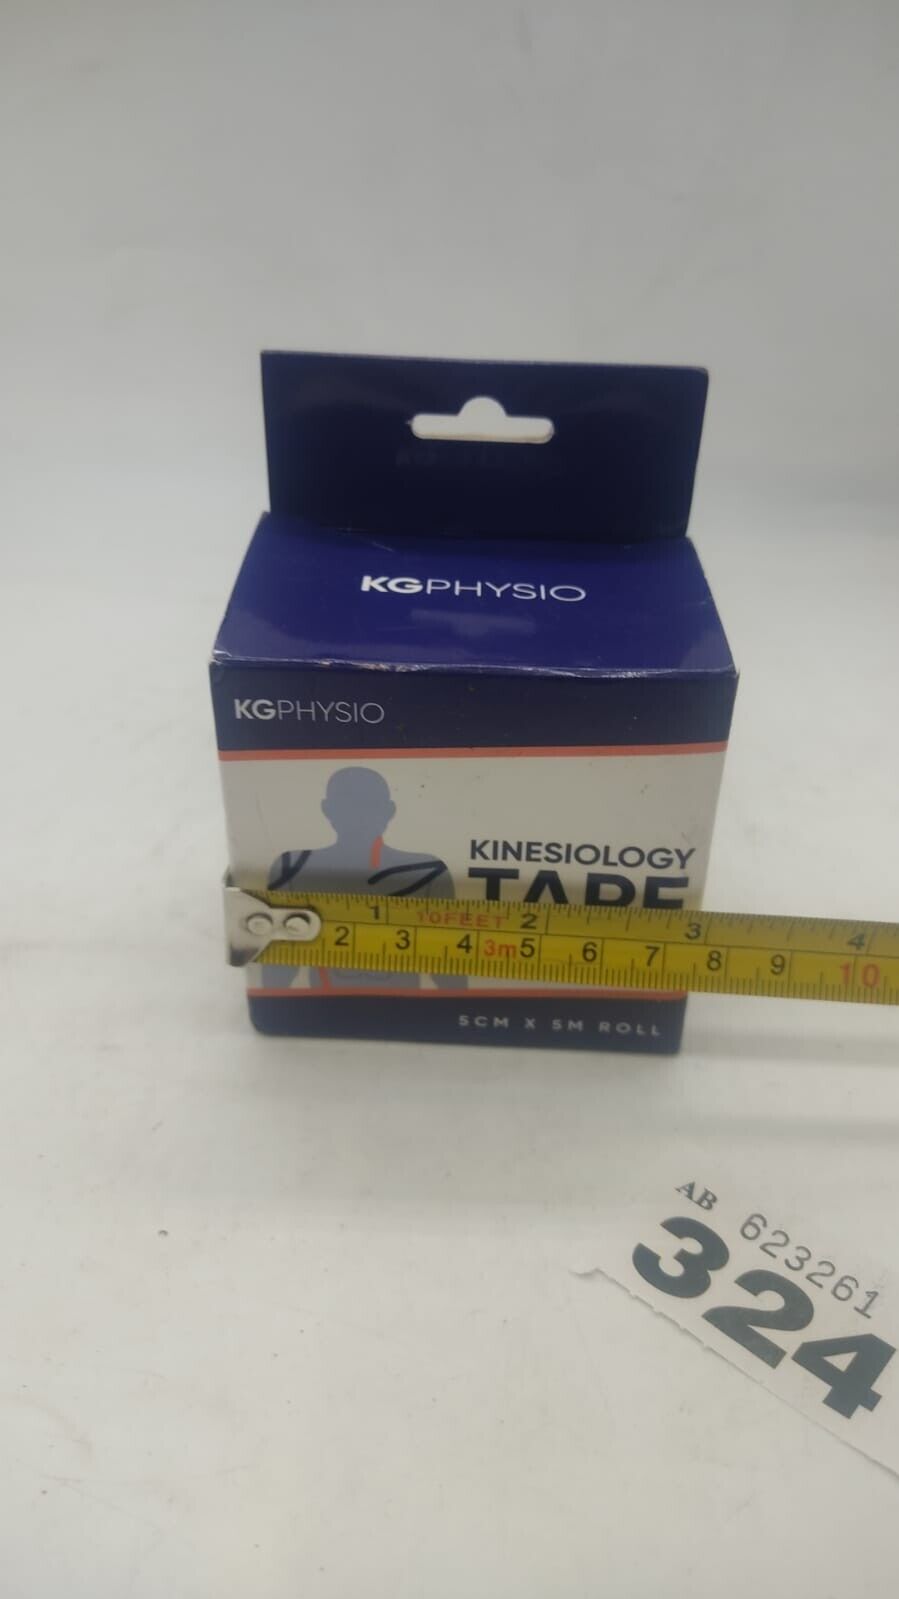 KGPHYSIO
KGPHYSIO
KINESIOLOGY
TAPE
1 10FEET 2 3 4
2 3 4 3m 5 6 7 8 9 10
5CM X 5M ROLL
AB 623261
324